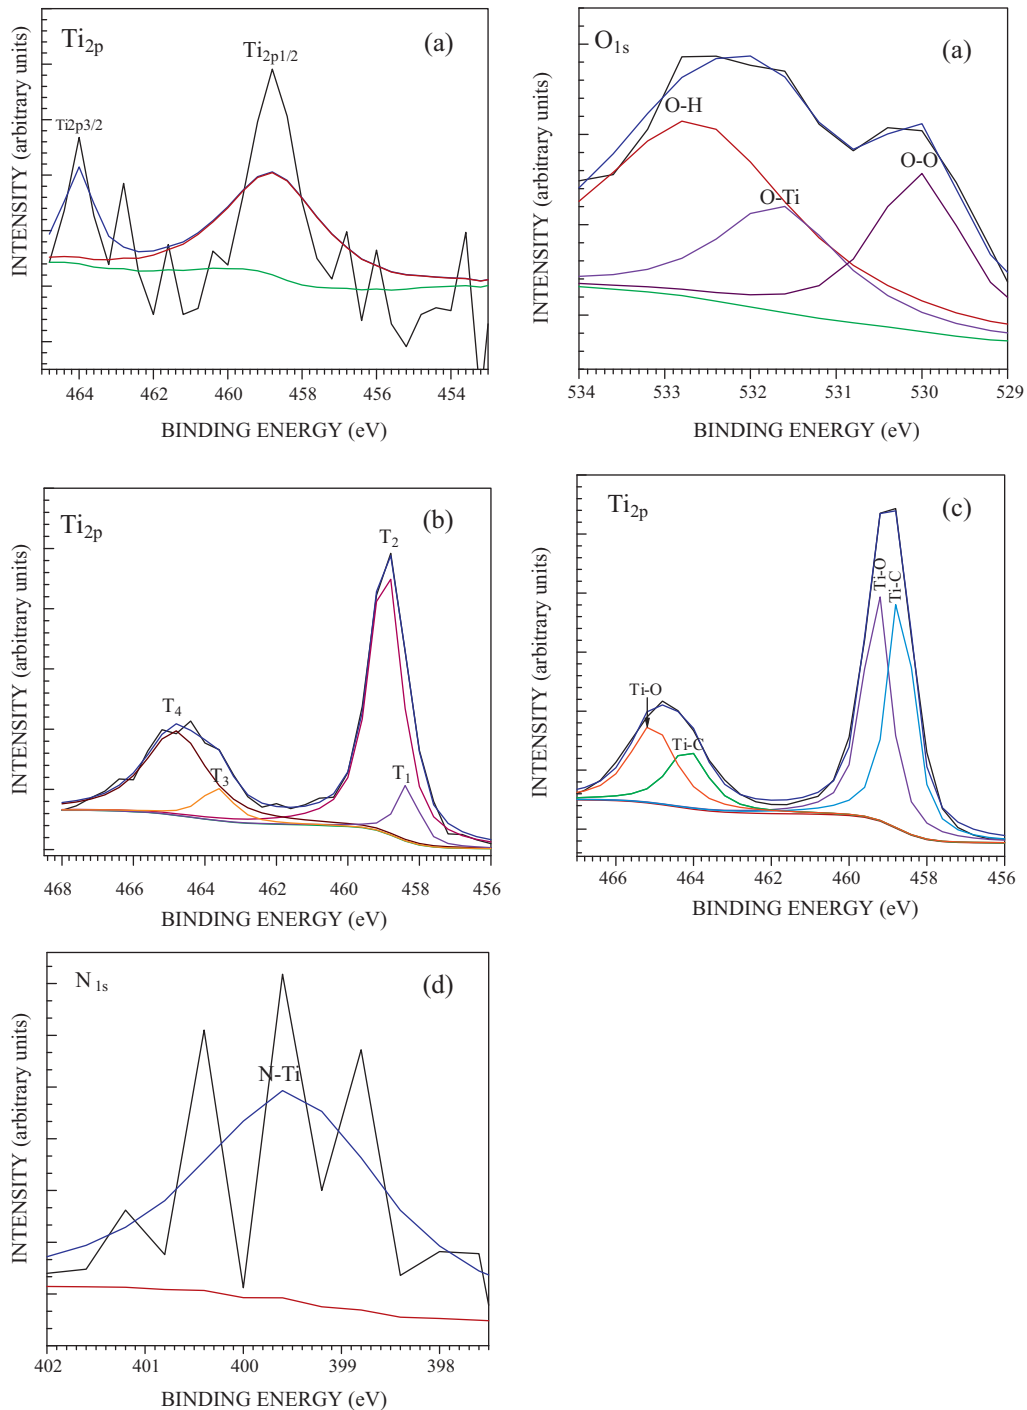 Ti2p
(a)
Ti2p1/2
Ti2p3/2
INTENSITY (arbitrary units)
464 462 460 458 456 454
BINDING ENERGY (eV)
O1s
(a)
O-H
O-Ti
O-O
INTENSITY (arbitrary units)
534 533 532 531 530 529
BINDING ENERGY (eV)
Ti2p
(b)
T2
T4
T3
T1
INTENSITY (arbitrary units)
468 466 464 462 460 458 456
BINDING ENERGY (eV)
Ti2p
(c)
Ti-O
Ti-C
Ti-O
Ti-C
INTENSITY (arbitrary units)
466 464 462 460 458 456
BINDING ENERGY (eV)
N 1s
(d)
N-Ti
INTENSITY (arbitrary units)
402 401 400 399 398
BINDING ENERGY (eV)